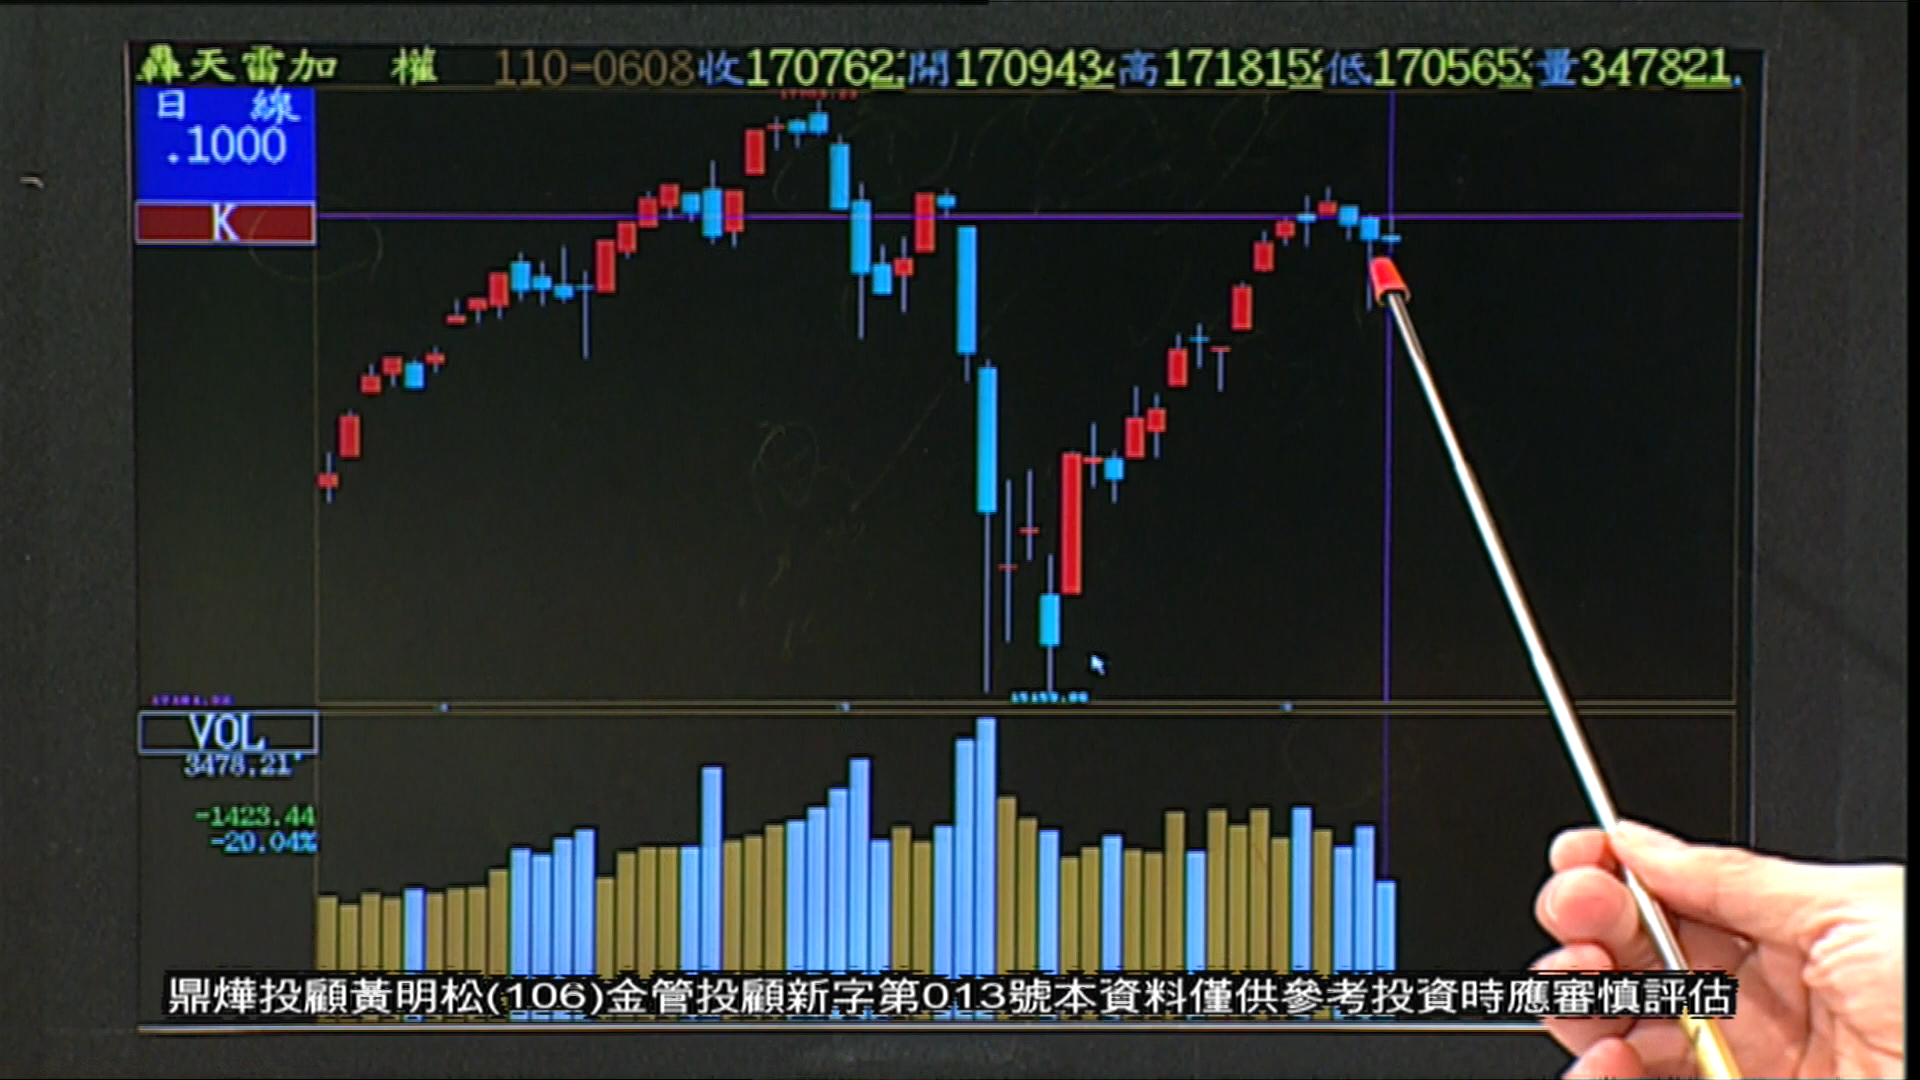 轟天雷加 權 110-0608收170762開170943高171815低170565量347821.
日 線
.1000
K
VOL
3478.21
-1423.44
-20.04%
鼎燁投顧黃明松(106)金管投顧新字第013號本資料僅供參考投資時應審慎評估